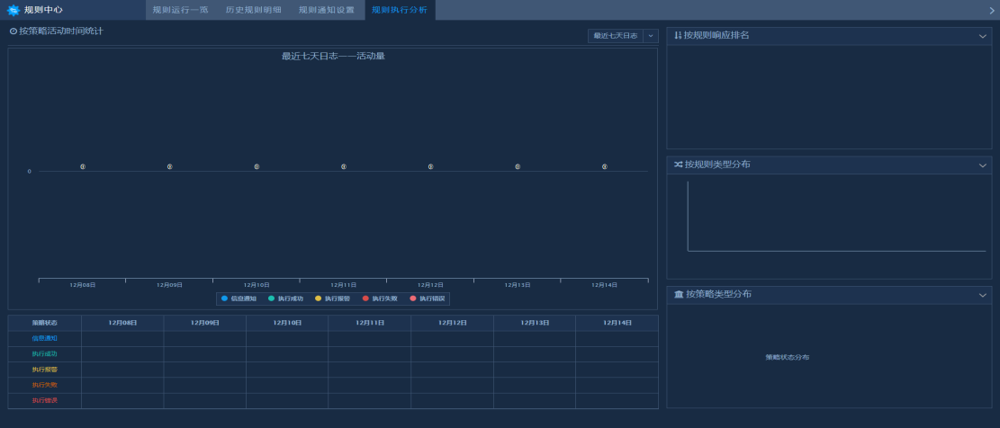 规则中心 规则运行一览 历史规则明细 规则通知设置 规则执行分析
按策略活动时间统计
最近七天日志
最近七天日志——活动量
0
0 0 0 0 0 0 0
12月08日 12月09日 12月10日 12月11日 12月12日 12月13日 12月14日
信息通知 执行成功 执行报警 执行失败 执行错误
策略状态 12月08日 12月09日 12月10日 12月11日 12月12日 12月13日 12月14日
信息通知
执行成功
执行报警
执行失败
执行错误
按规则响应排名
按规则类型分布
按策略类型分布
策略状态分布